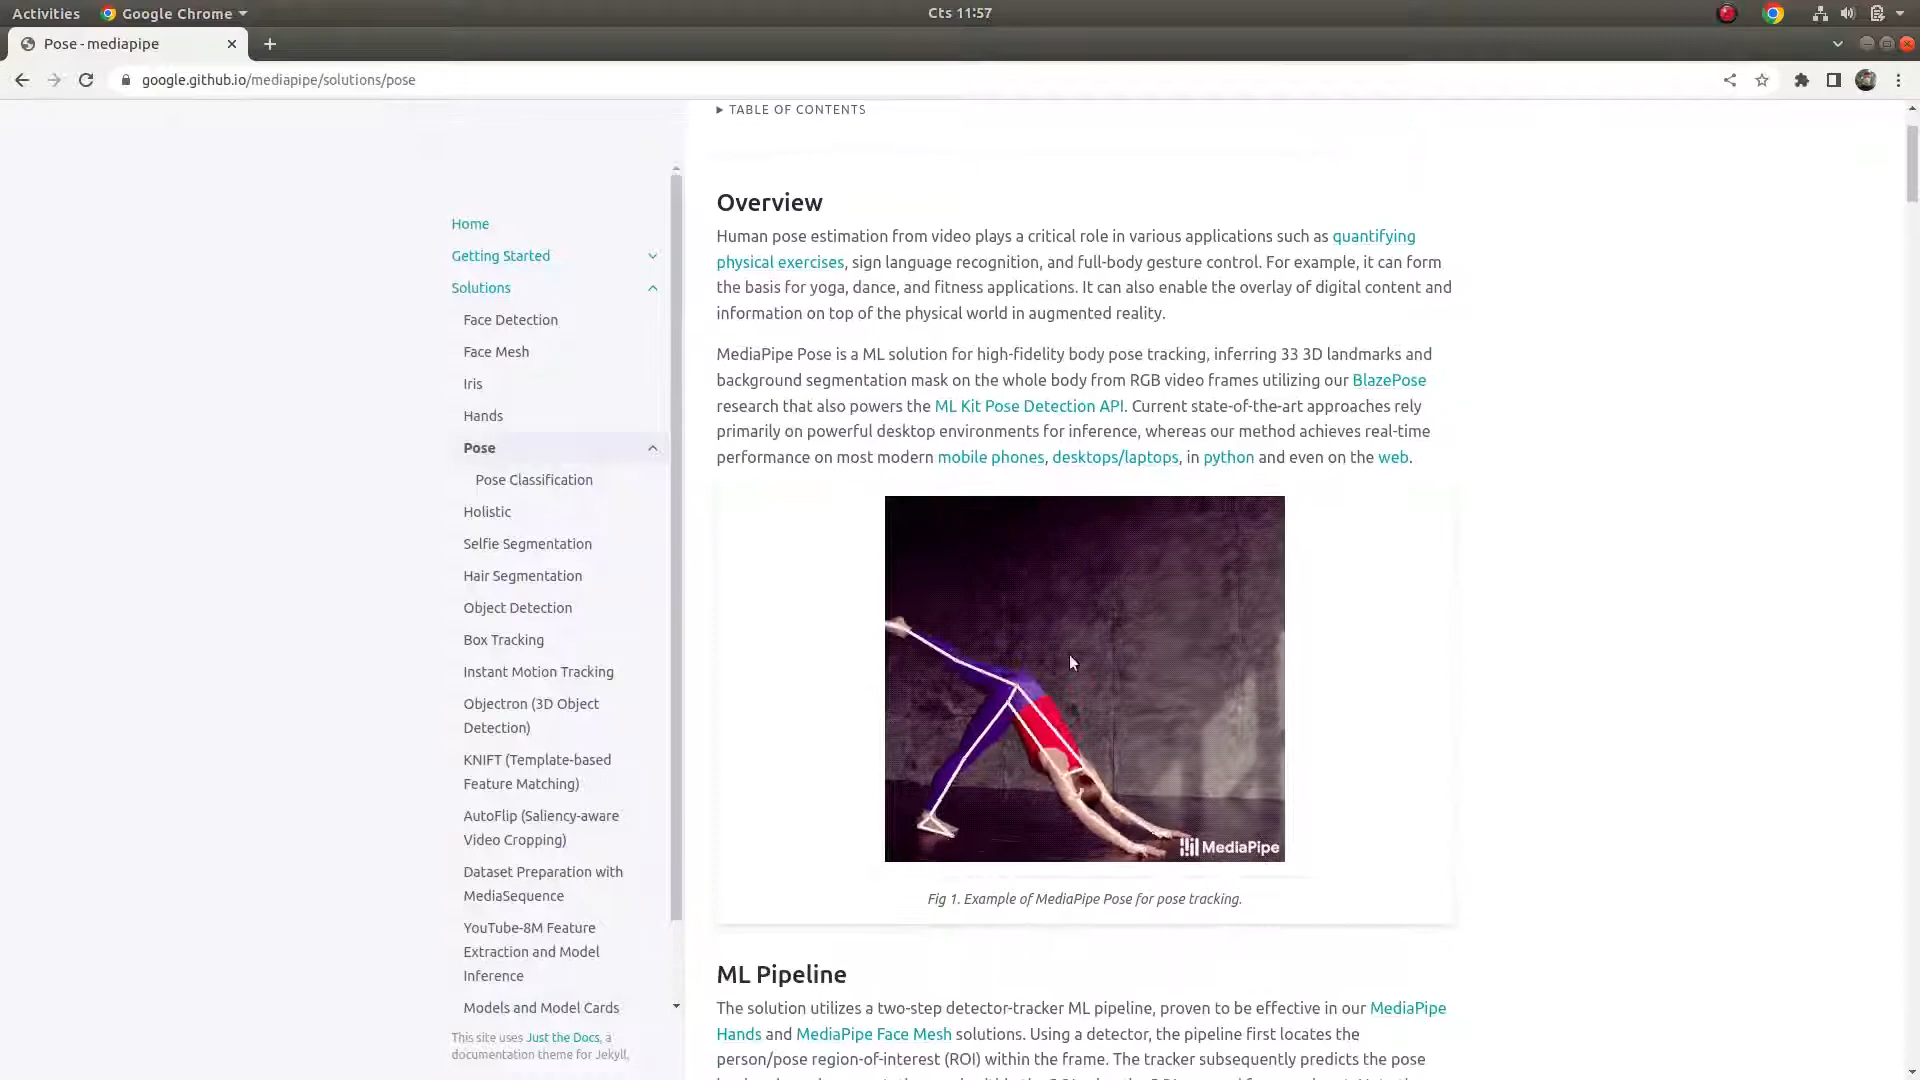 Activities
Google Chrome
Cts 11:57
Pose - mediapipe
google.github.io/mediapipe/solutions/pose
Home
Getting Started
Solutions
Face Detection
Face Mesh
Iris
Hands
Pose
Pose Classification
Holistic
Selfie Segmentation
Hair Segmentation
Object Detection
Box Tracking
Instant Motion Tracking
Objectron (3D Object
Detection)
KNIFT (Template-based
Feature Matching)
AutoFlip (Saliency-aware
Video Cropping)
Dataset Preparation with
MediaSequence
YouTube-8M Feature
Extraction and Model
Inference
Models and Model Cards
This site uses Just the Docs, a
documentation theme for Jekyll.
TABLE OF CONTENTS
Overview
Human pose estimation from video plays a critical role in various applications such as quantifying
physical exercises, sign language recognition, and full-body gesture control. For example, it can form
the basis for yoga, dance, and fitness applications. It can also enable the overlay of digital content and
information on top of the physical world in augmented reality.
MediaPipe Pose is a ML solution for high-fidelity body pose tracking, inferring 33 3D landmarks and
background segmentation mask on the whole body from RGB video frames utilizing our BlazePose
research that also powers the ML Kit Pose Detection API. Current state-of-the-art approaches rely
primarily on powerful desktop environments for inference, whereas our method achieves real-time
performance on most modern mobile phones, desktops/laptops, in python and even on the web.
MediaPipe
Fig 1. Example of MediaPipe Pose for pose tracking.
ML Pipeline
The solution utilizes a two-step detector-tracker ML pipeline, proven to be effective in our MediaPipe
Hands and MediaPipe Face Mesh solutions. Using a detector, the pipeline first locates the
person/pose region-of-interest (ROI) within the frame. The tracker subsequently predicts the pose